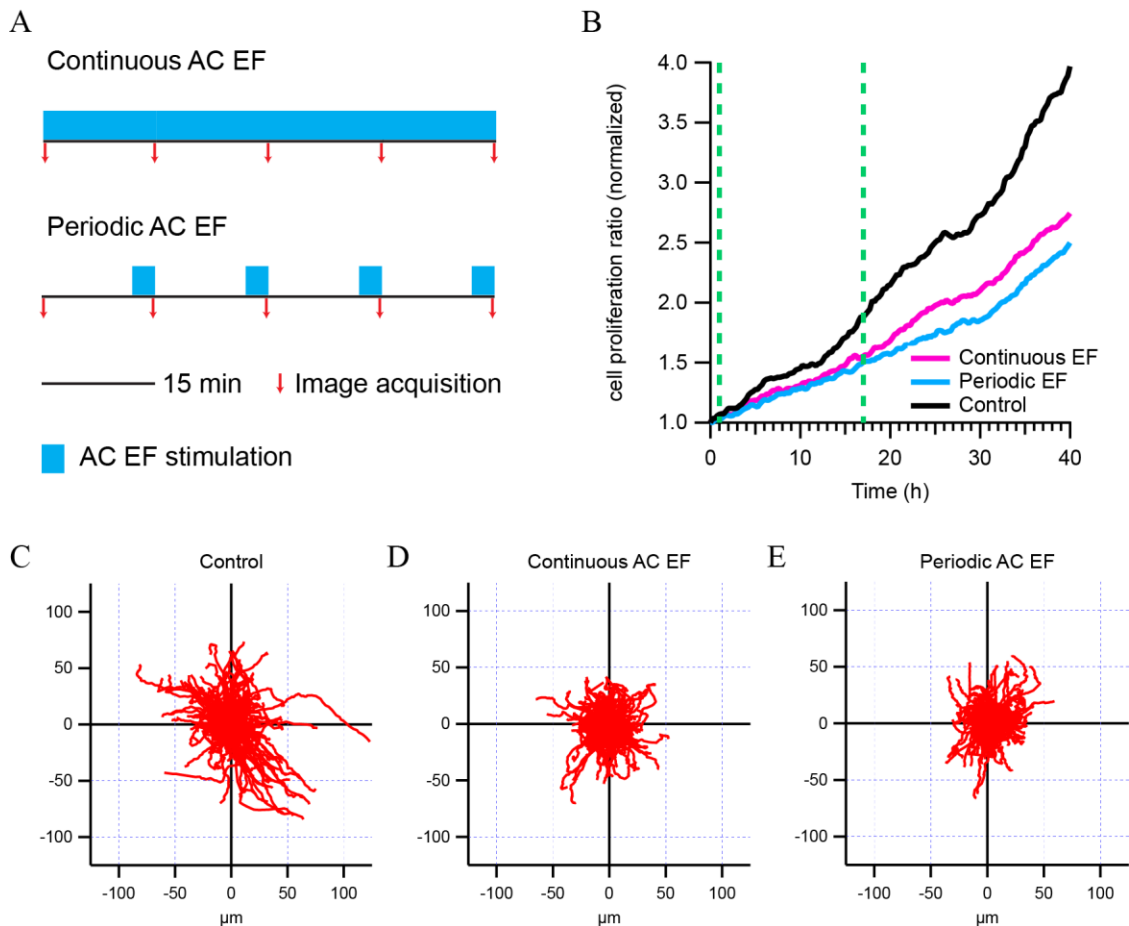 A
Continuous AC EF
Periodic AC EF
15 min
Image acquisition
AC EF stimulation
B
cell proliferation ratio (normalized)
4.0
3.5
3.0
2.5
2.0
1.5
1.0
Continuous EF
Periodic EF
Control
0 10 20 30 40
Time (h)
C
Control
100
50
0
-50
-100
-100 -50 0 50 100
µm
D
Continuous AC EF
100
50
0
-50
-100
-100 -50 0 50 100
µm
E
Periodic AC EF
100
50
0
-50
-100
-100 -50 0 50 100
µm